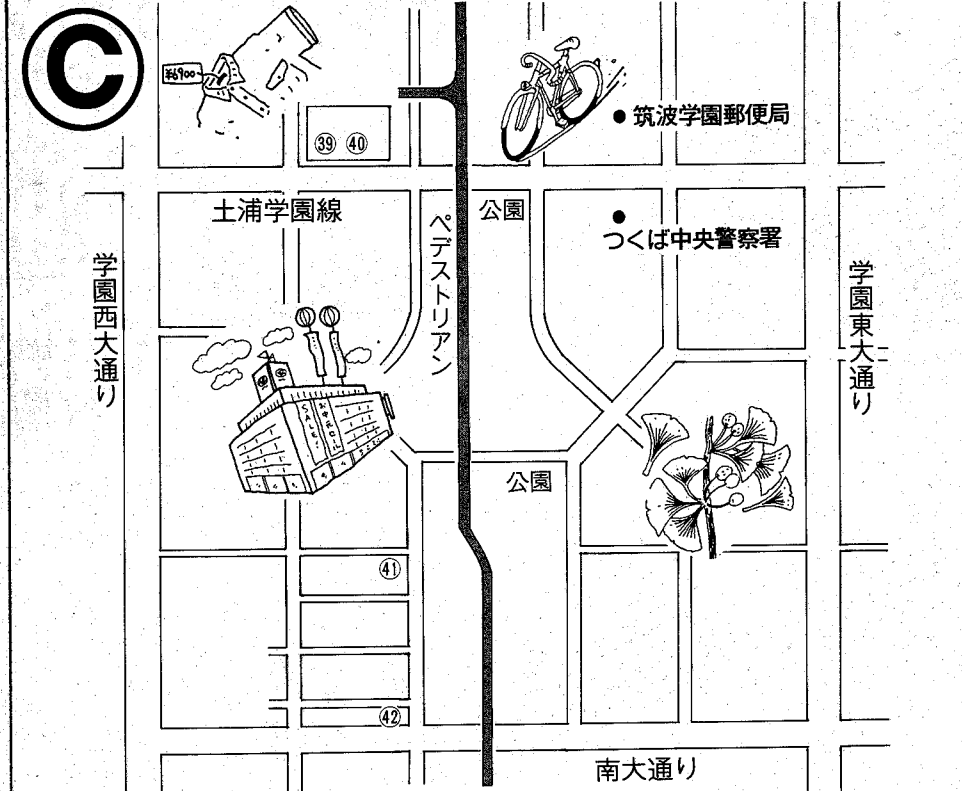 C
¥6900
㊴ ㊵
筑波学園郵便局
土浦学園線
公園
つくば中央警察署
ペデストリアン
学園西大通り
学園東大通り
SALE!
公園
㊶
㊷
南大通り